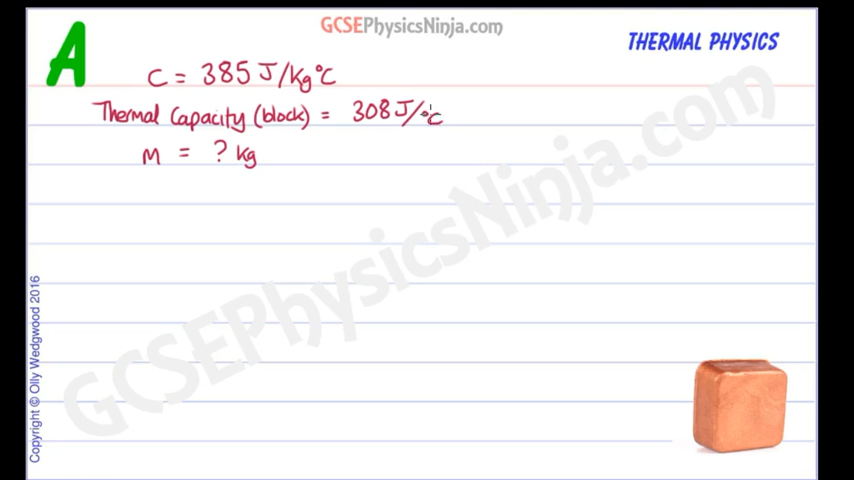 GCSEPhysicsNinja.com
A
THERMAL PHYSICS
C = 385 J/kg°C
Thermal Capacity (block) = 308 J/°C
M = ? kg
GCSEPhysicsNinja.com
Copyright © Olly Wedgwood 2016